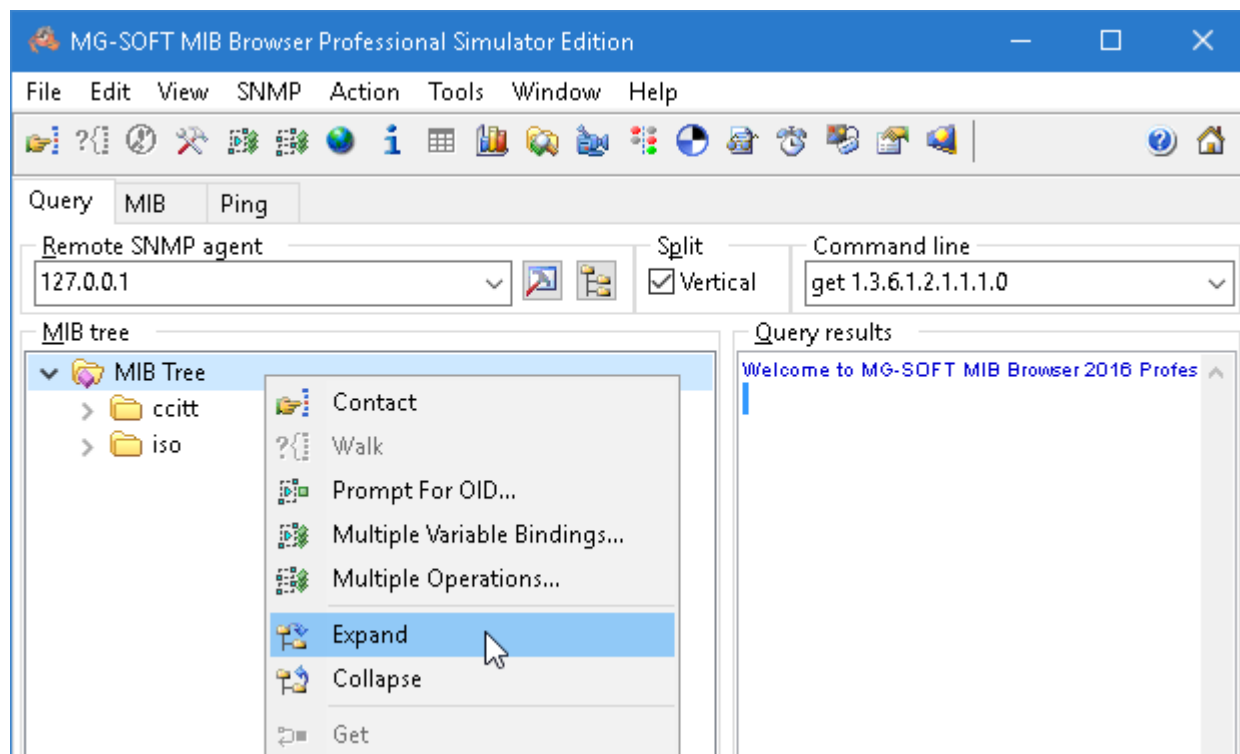 MG-SOFT MIB Browser Professional Simulator Edition
File Edit View SNMP Action Tools Window Help
Query MIB Ping
Remote SNMP agent Split Command line
127.0.0.1 Vertical get 1.3.6.1.2.1.1.1.0
MIB tree Query results
MIB Tree Welcome to MG-SOFT MIB Browser 2016 Profes
ccitt
iso
Contact
Walk
Prompt For OID...
Multiple Variable Bindings...
Multiple Operations...
Expand
Collapse
Get